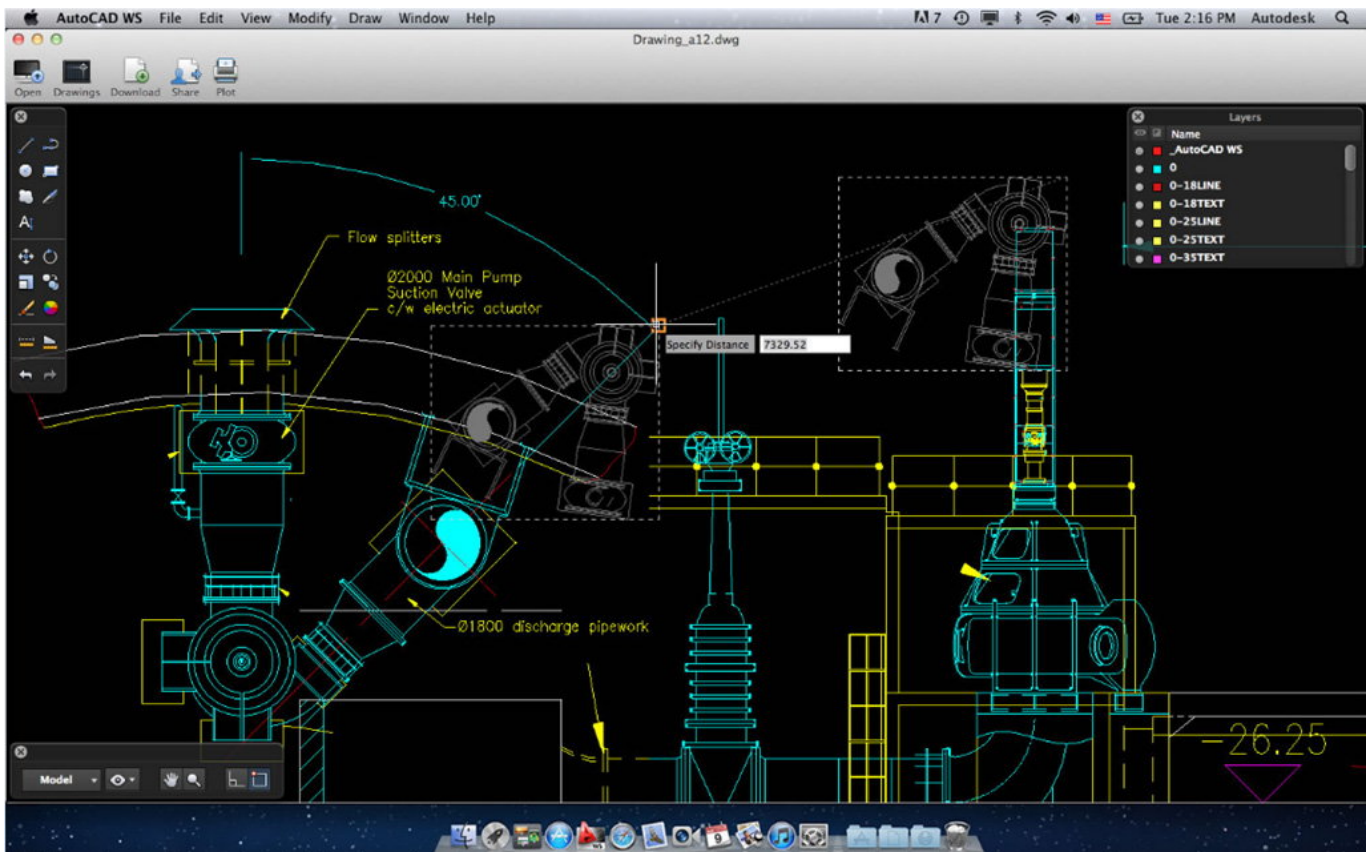 AutoCAD WS File Edit View Modify Draw Window Help
7 Tue 2:16 PM Autodesk
Drawing_a12.dwg
Open Drawings Download Share Plot
Layers
Name
_AutoCAD WS
0
0-18LINE
0-18TEXT
0-25LINE
0-25TEXT
0-35TEXT
A
45.00°
Flow splitters
Ø2000 Main Pump
Suction Valve
c/w electric actuator
Specify Distance 7329.52
Ø1800 discharge pipework
-26.25
Model
9